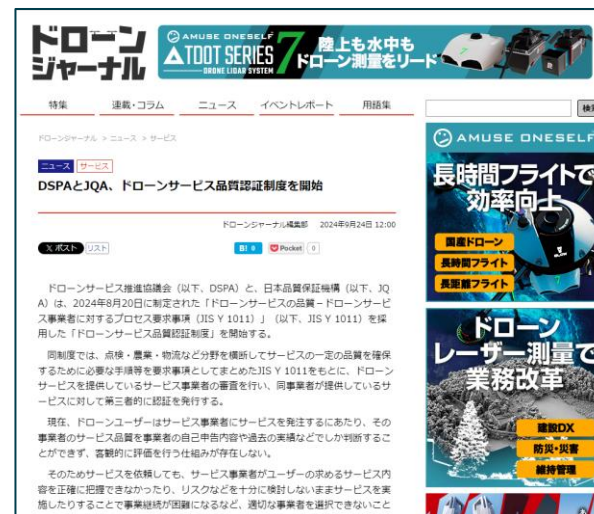 ドローン
ジャーナル
AMUSE ONESELF
TDOT SERIES 7
DRONE LIDAR SYSTEM
陸上も水中も
ドローン測量をリード
特集 連載・コラム ニュース イベントレポート 用語集
ドローンジャーナル > ニュース > サービス
ニュース サービス
DSPAとJQA、ドローンサービス品質認証制度を開始
ドローンジャーナル編集部 2024年9月24日 12:00
X ポスト リスト B! 0 Pocket 0
ドローンサービス推進協議会(以下、DSPA)と、日本品質保証機構(以下、JQ
A)は、2024年8月20日に制定された「ドローンサービスの品質－ドローンサービ
ス事業者に対するプロセス要求事項(JIS Y 1011)」(以下、JIS Y 1011)を採
用した「ドローンサービス品質認証制度」を開始する。
同制度では、点検・農業・物流など分野を横断してサービスの一定の品質を確保
するために必要な手順等を要求事項としてまとめたJIS Y 1011をもとに、ドローン
サービスを提供しているサービス事業者の審査を行い、同事業者が提供しているサ
ービスに対して第三者的に認証を発行する。
現在、ドローンユーザーはサービス事業者にサービスを発注するにあたり、その
事業者のサービス品質を事業者の自己申告内容や過去の実績などでしか判断するこ
とができず、客観的に評価を行う仕組みが存在しない。
そのためサービスを依頼しても、サービス事業者がユーザーの求めるサービス内
容を正確に把握できなかったり、リスクなどを十分に検討しないままサービスを実
施したりすることで事業継続が困難になるなど、適切な事業者を選択できないこと
検索
AMUSE ONESELF
長時間フライトで
効率向上
国産ドローン
長時間フライト
長距離フライト
ドローン
レーザー測量で
業務改革
建設DX
防災・災害
維持管理